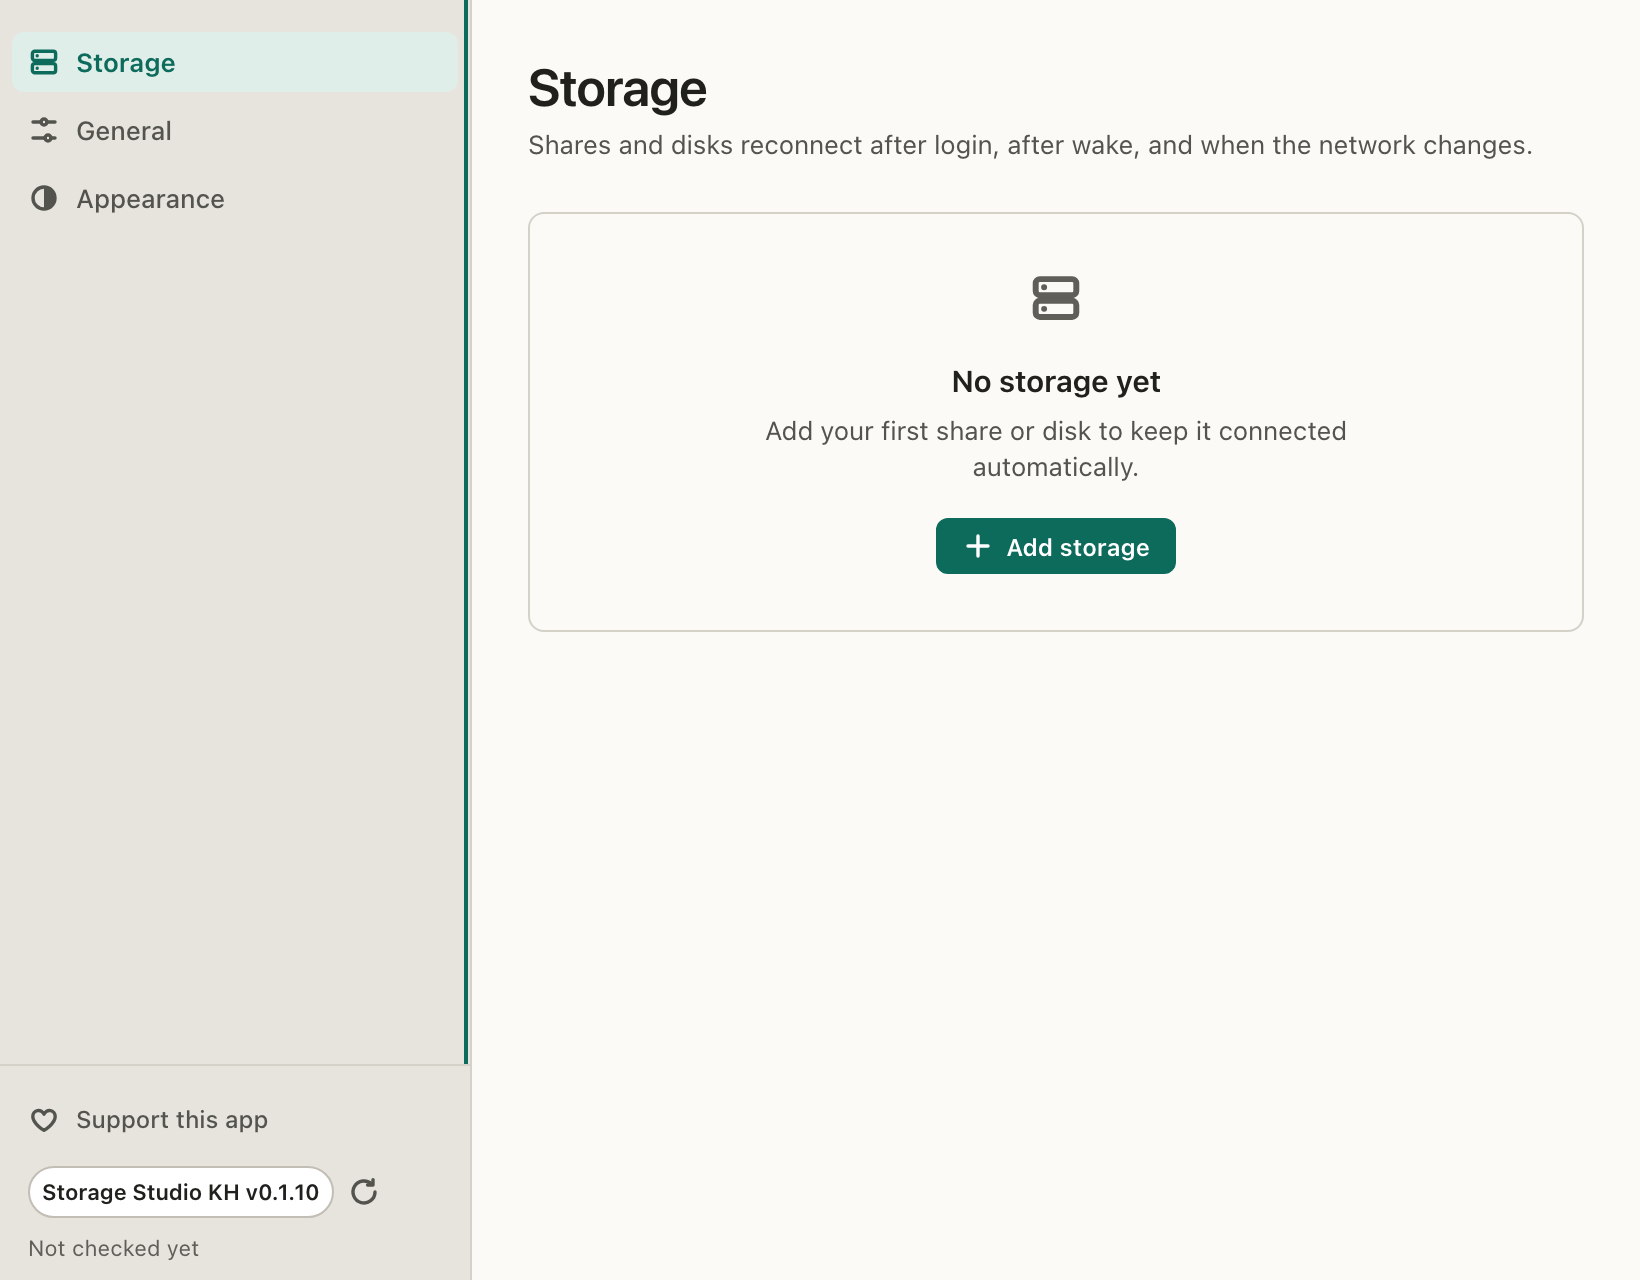 Storage
General
Appearance
Support this app
Storage Studio KH v0.1.10
Not checked yet
Storage
Shares and disks reconnect after login, after wake, and when the network changes.
No storage yet
Add your first share or disk to keep it connected
automatically.
Add storage